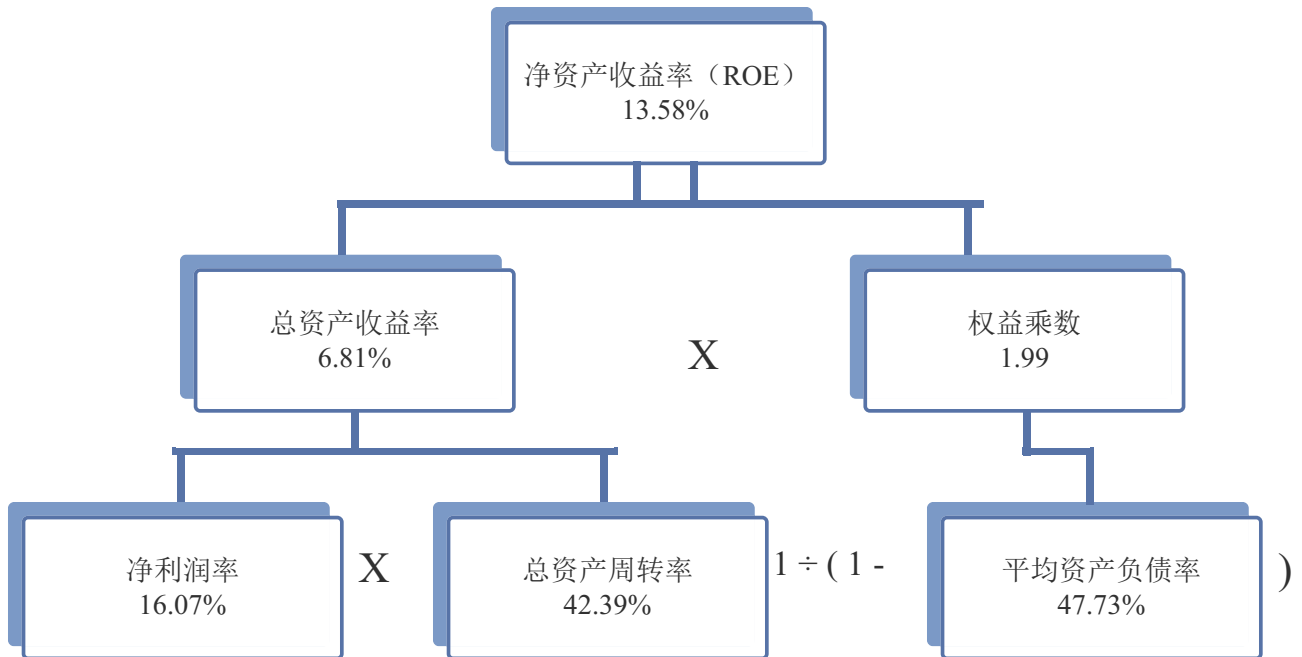 净资产收益率（ROE）
13.58%
总资产收益率
6.81%
X
权益乘数
1.99
净利润率
16.07%
X
总资产周转率
42.39%
1 ÷ ( 1 -
平均资产负债率
47.73%
)